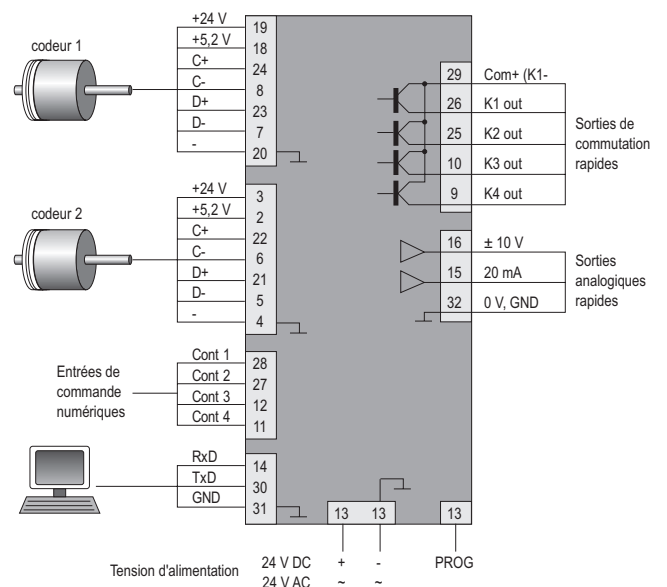 codeur 1
+24 V 19
+5,2 V 18
C+ 24
C- 8
D+ 23
D- 7
- 20
codeur 2
+24 V 3
+5,2 V 2
C+ 22
C- 6
D+ 21
D- 5
- 4
Entrées de
commande
numériques
Cont 1 28
Cont 2 27
Cont 3 12
Cont 4 11
RxD 14
TxD 30
GND 31
29 Com+ (K1-
26 K1 out
25 K2 out
10 K3 out
9 K4 out
Sorties de
commutation
rapides
16 ± 10 V
15 20 mA
32 0 V, GND
Sorties
analogiques
rapides
13 13 13
Tension d'alimentation
24 V DC + - PROG
24 V AC ~ ~